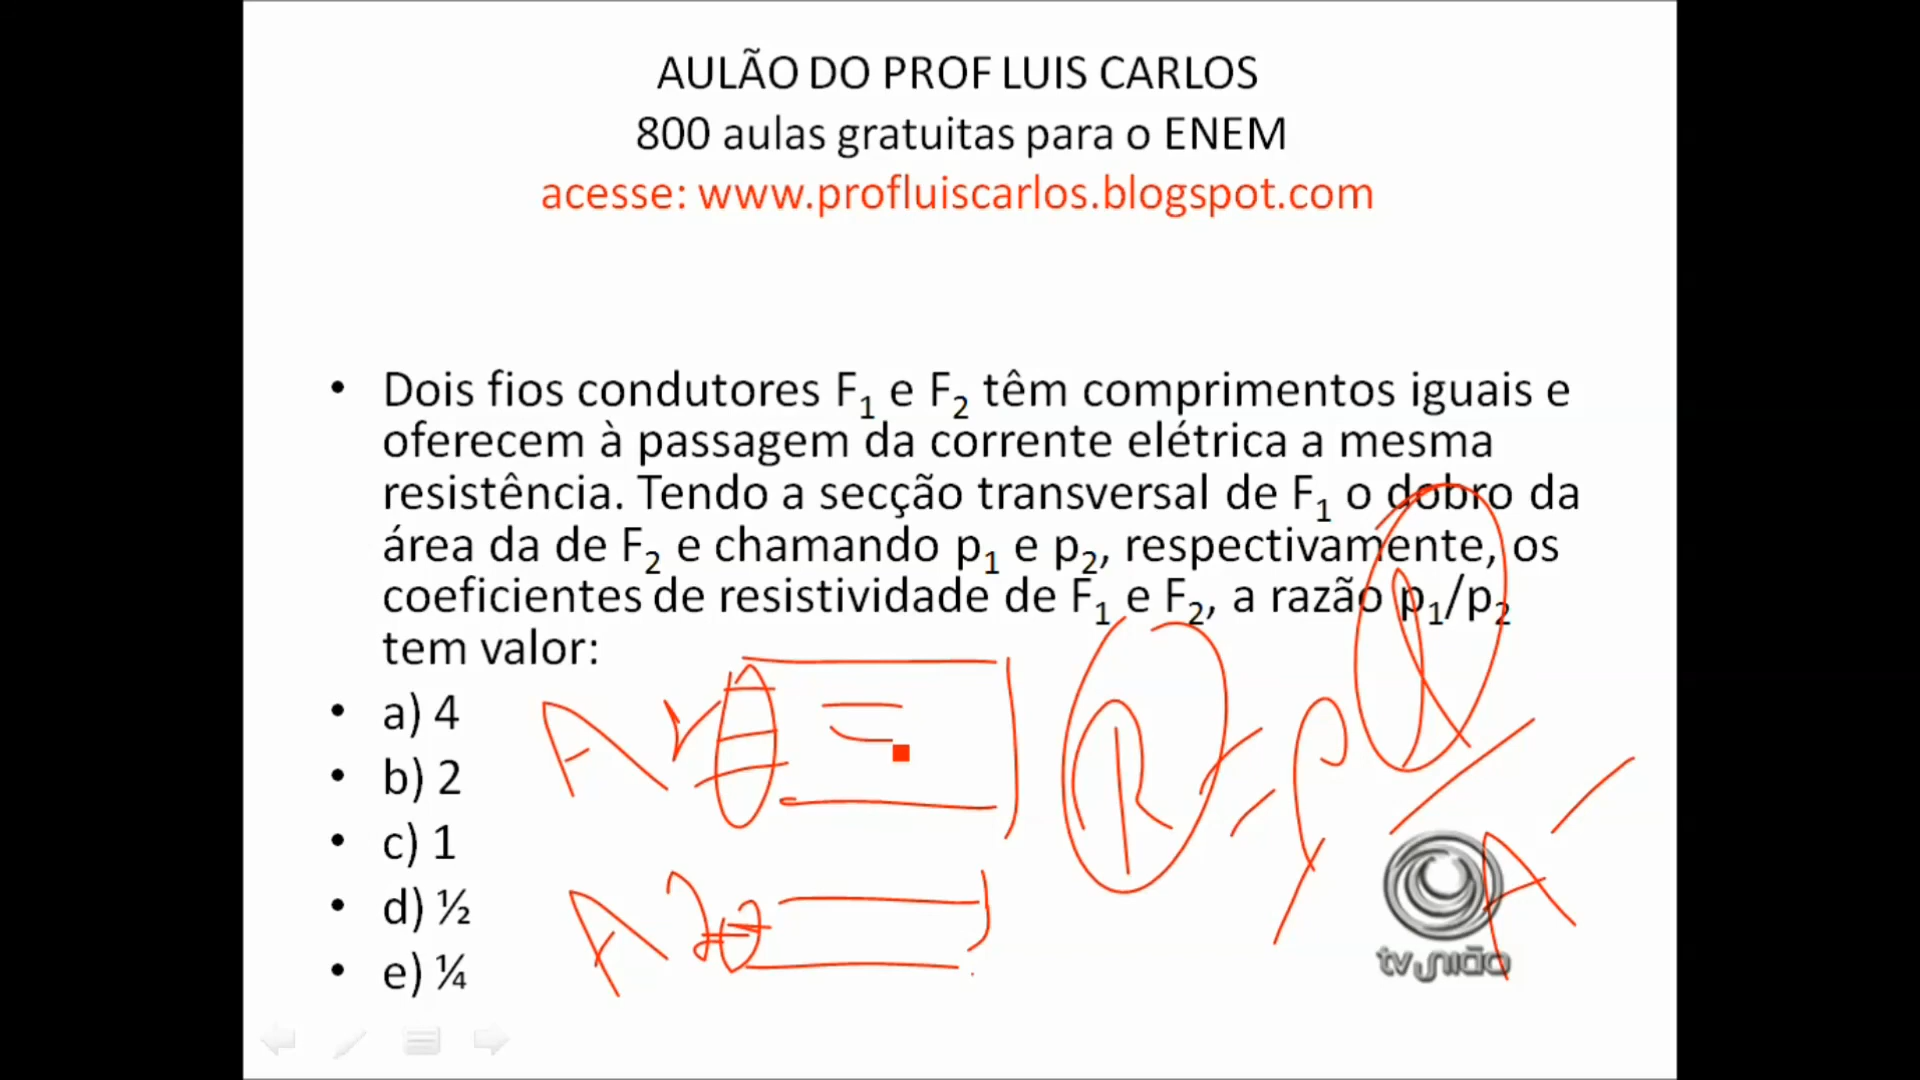 AULÃO DO PROF LUIS CARLOS
800 aulas gratuitas para o ENEM
acesse: www.profluiscarlos.blogspot.com
• Dois fios condutores F₁ e F₂ têm comprimentos iguais e
oferecem à passagem da corrente elétrica a mesma
resistência. Tendo a secção transversal de F₁ o dobro da
área da de F₂ e chamando p₁ e p₂, respectivamente, os
coeficientes de resistividade de F₁ e F₂, a razão p₁/p₂
tem valor:
• a) 4
• b) 2
• c) 1
• d) ½
• e) ¼
A1 =
R = ρ l / A
A2
tv união